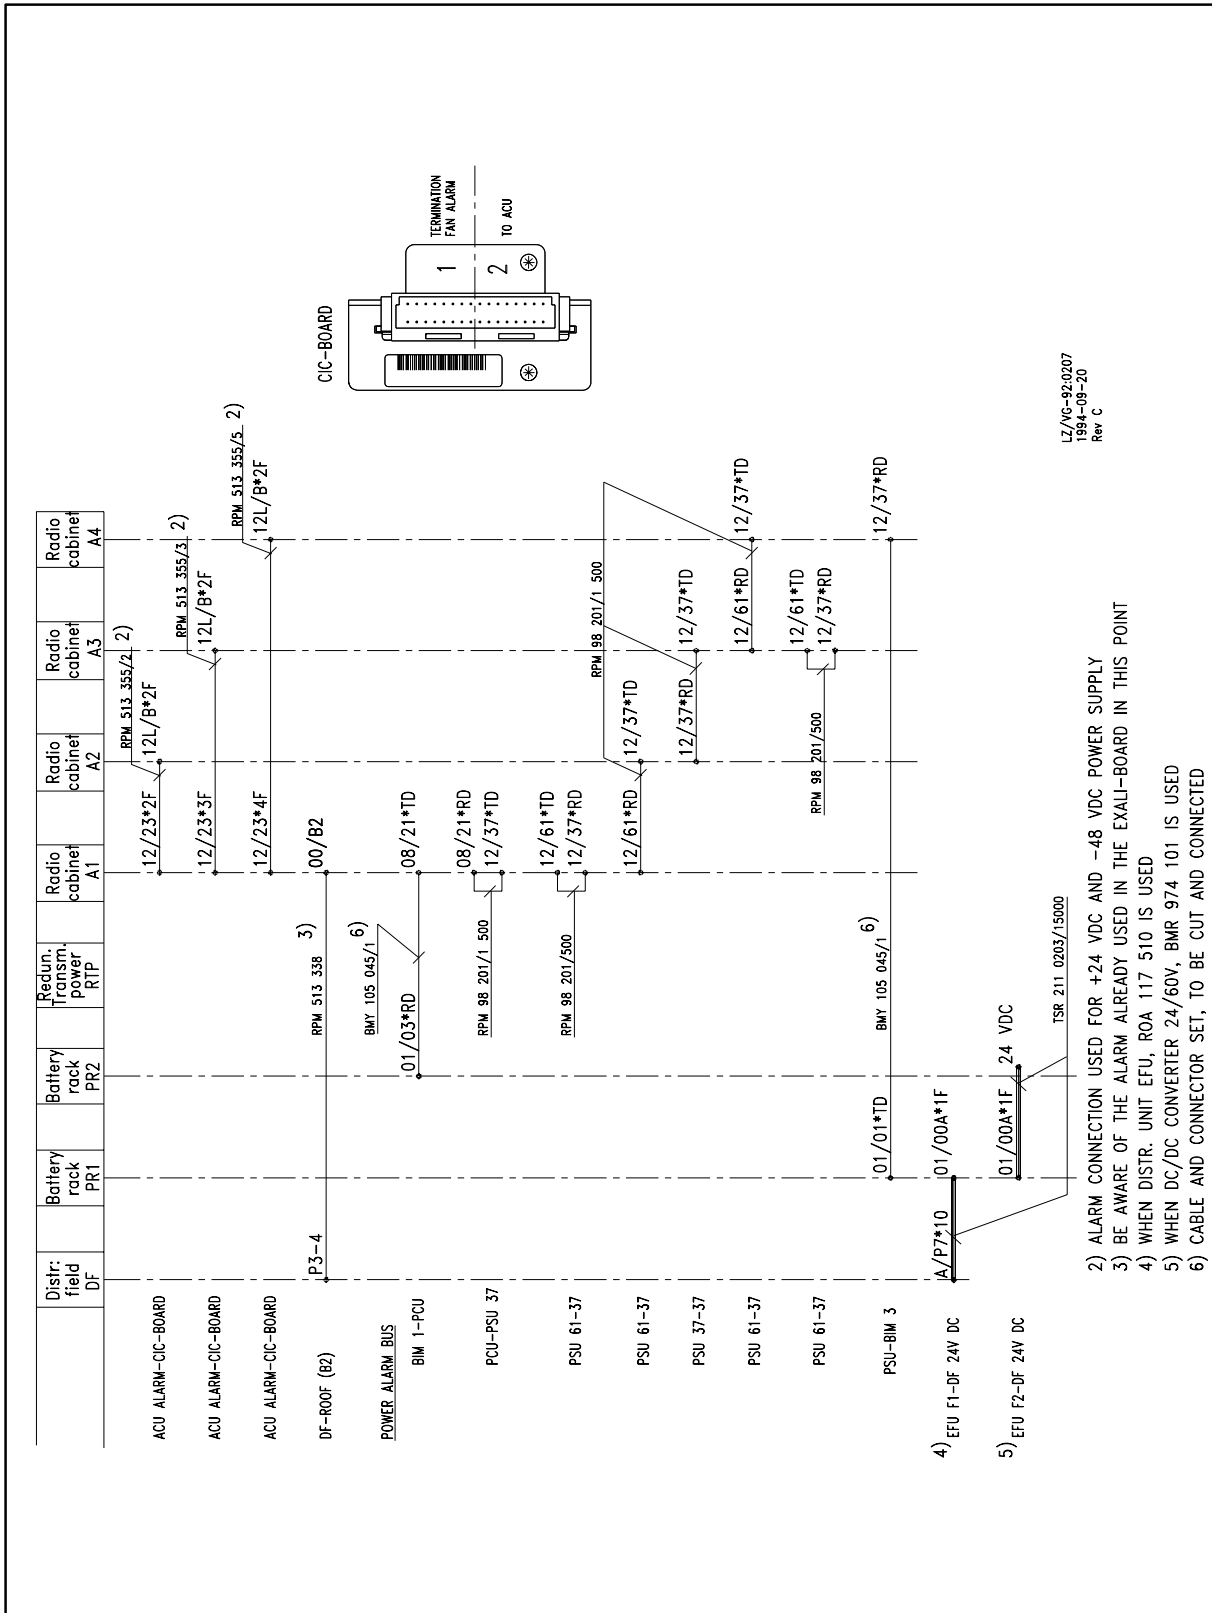 Distr:
field
DF
Battery
rack
PR1
Battery
rack
PR2
Redun.
Transm.
power
RTP
Radio
cabinet
A1
Radio
cabinet
A2
Radio
cabinet
A3
Radio
cabinet
A4
ACU ALARM-CIC-BOARD
12/23*2F
12L/B*2F
RPM 513 355/2
2)
ACU ALARM-CIC-BOARD
12/23*3F
12L/B*2F
RPM 513 355/3
2)
ACU ALARM-CIC-BOARD
12/23*4F
12L/B*2F
RPM 513 355/5
2)
DF-ROOF (B2)
P3-4
RPM 513 338
3)
00/B2
POWER ALARM BUS
BIM 1-PCU
01/03*RD
BMY 105 045/1
6)
08/21*TD
PCU-PSU 37
RPM 98 201/1 500
08/21*RD
12/37*TD
PSU 61-37
RPM 98 201/500
12/61*TD
12/37*RD
PSU 61-37
12/61*RD
12/37*TD
RPM 98 201/1 500
PSU 37-37
12/37*RD
12/37*TD
PSU 61-37
12/61*RD
12/37*TD
PSU 61-37
RPM 98 201/500
12/61*TD
12/37*RD
PSU-BIM 3
01/01*TD
BMY 105 045/1
6)
12/37*RD
4) EFU F1-DF 24V DC
A/P7*10
01/00A*1F
5) EFU F2-DF 24V DC
01/00A*1F
24 VDC
TSR 211 0203/15000
CIC-BOARD
1
2
TERMINATION
FAN ALARM
TO ACU
2) ALARM CONNECTION USED FOR +24 VDC AND -48 VDC POWER SUPPLY
3) BE AWARE OF THE ALARM ALREADY USED IN THE EXALI-BOARD IN THIS POINT
4) WHEN DISTR. UNIT EFU, ROA 117 510 IS USED
5) WHEN DC/DC CONVERTER 24/60V, BMR 974 101 IS USED
6) CABLE AND CONNECTOR SET, TO BE CUT AND CONNECTED
LZ/VG-92:0207
1994-09-20
Rev C